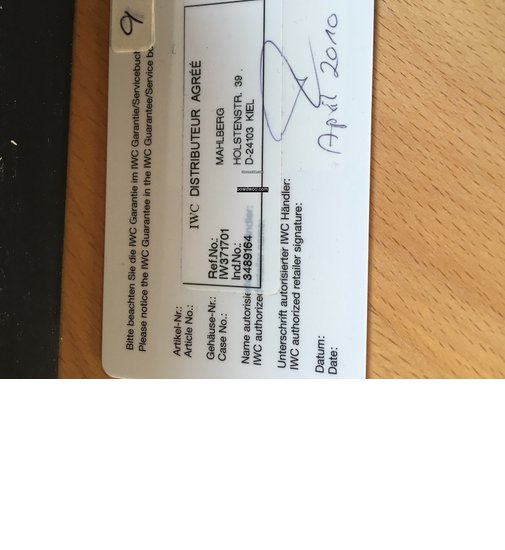 9
Bitte beachten Sie die IWC Garantie im IWC Garantie/Servicebuch
Please notice the IWC Guarantee in the IWC Guarantee/Service
Artikel-Nr.:
Article No.:
IWC DISTRIBUTEUR AGRÉÉ
Gehäuse-Nr.:
Case No.:
Ref.No.:
IW371701
MAHLBERG
Ind.No.:
3489164
HOLSTENSTR. 39.
D-24103 KIEL
Name autorisie
IWC authorized
Unterschrift autorisierter IWC Händler:
IWC authorized retailer signature:
Datum:
Date:
April 2010